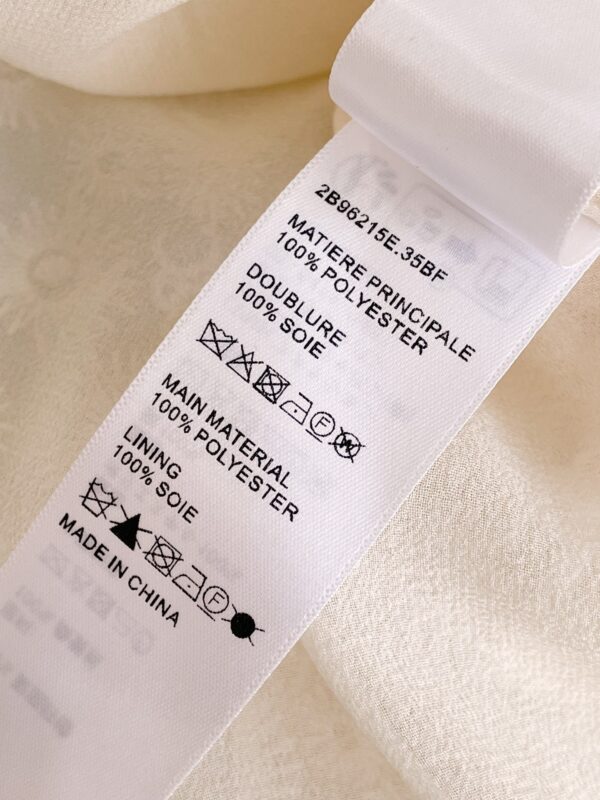 2B96215E.35BF
MATIERE PRINCIPALE
100% POLYESTER
DOUBLURE
100% SOIE
F W
MAIN MATERIAL
100% POLYESTER
LINING
100% SOIE
F
MADE IN CHINA